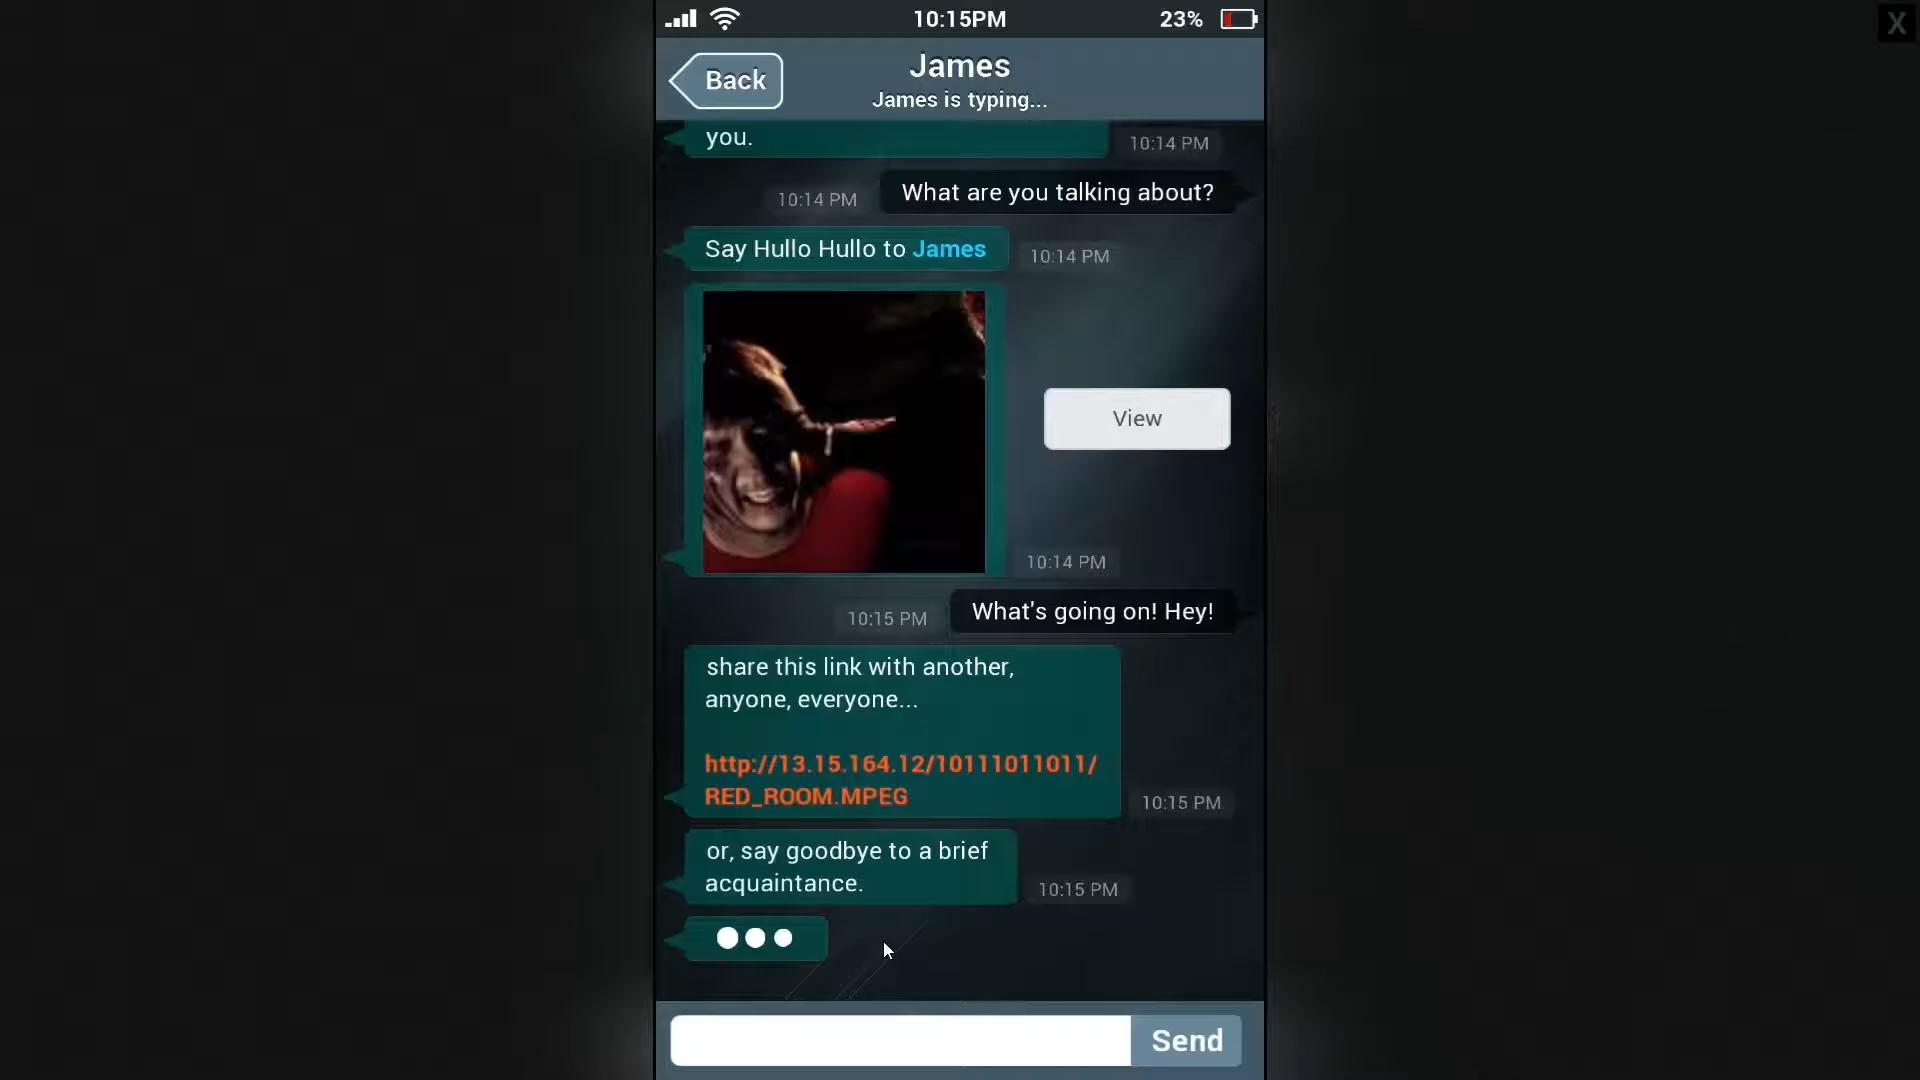 10:15PM
23%
X
Back
James
James is typing...
you.
10:14 PM
10:14 PM
What are you talking about?
Say Hullo Hullo to James
10:14 PM
View
10:14 PM
10:15 PM
What's going on! Hey!
share this link with another,
anyone, everyone...
http://13.15.164.12/10111011011/
RED_ROOM.MPEG
10:15 PM
or, say goodbye to a brief
acquaintance.
10:15 PM
Send